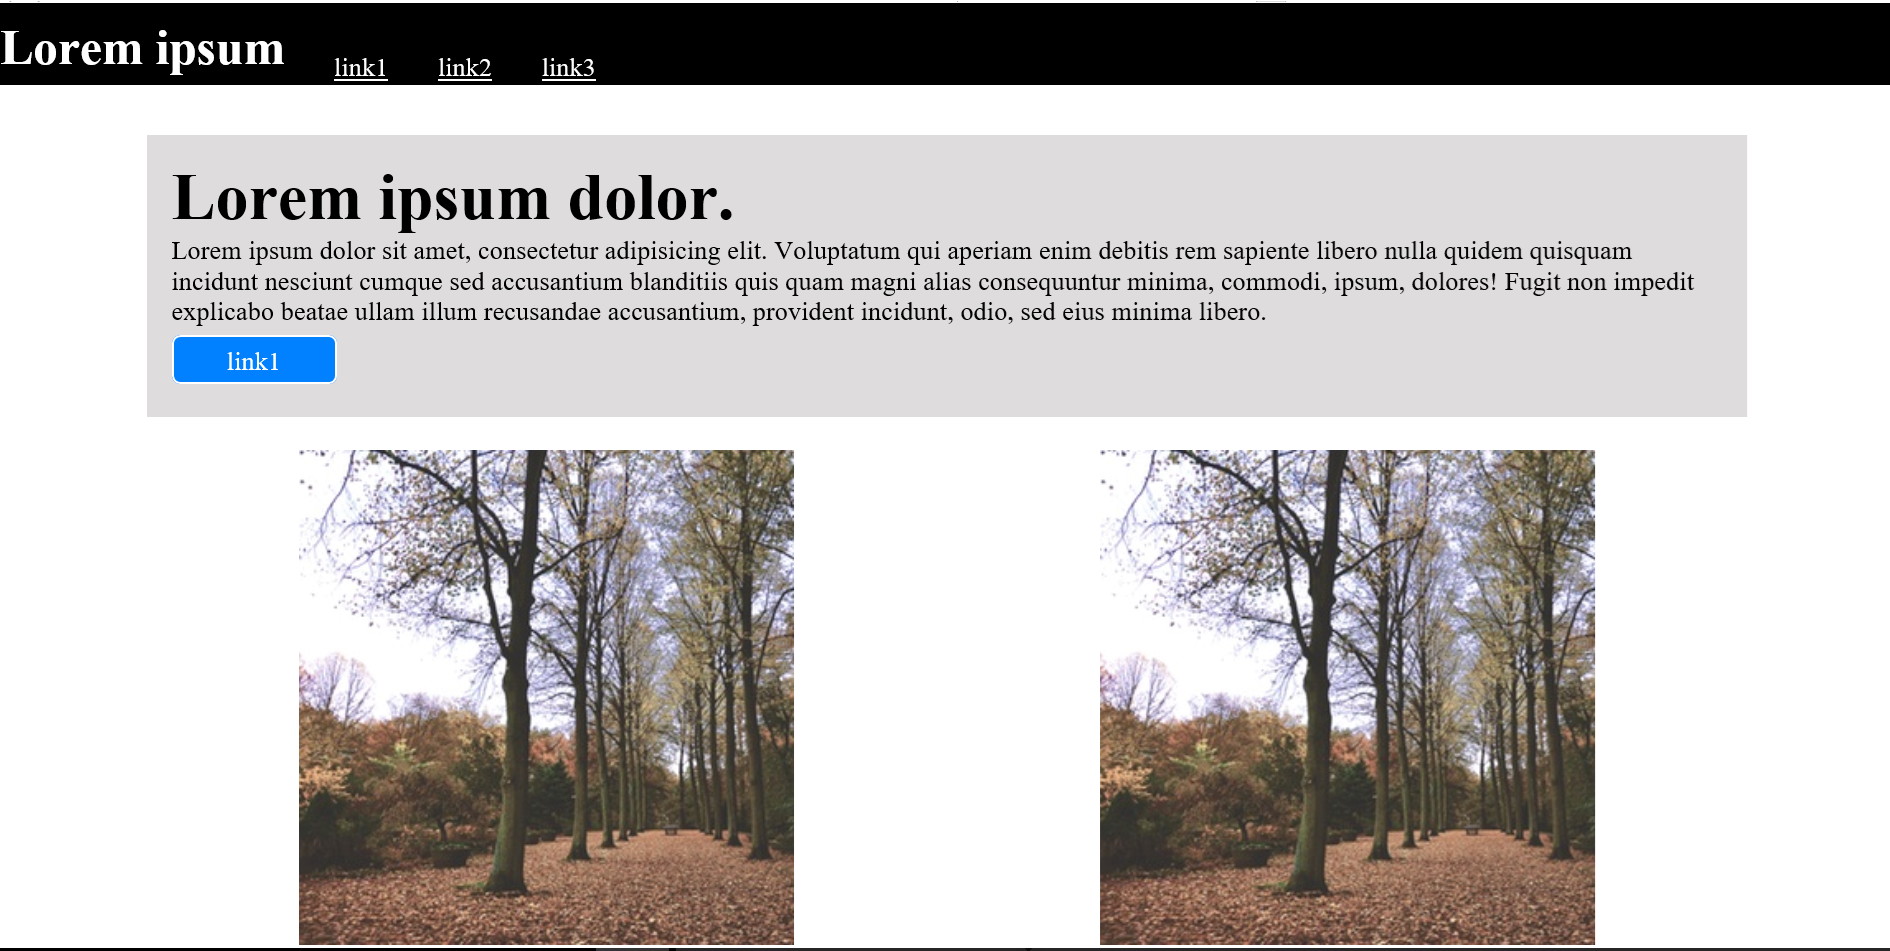 Lorem ipsum
link1 link2 link3
Lorem ipsum dolor.
Lorem ipsum dolor sit amet, consectetur adipisicing elit. Voluptatum qui aperiam enim debitis rem sapiente libero nulla quidem quisquam
incidunt nesciunt cumque sed accusantium blanditiis quis quam magni alias consequuntur minima, commodi, ipsum, dolores! Fugit non impedit
explicabo beatae ullam illum recusandae accusantium, provident incidunt, odio, sed eius minima libero.
link1